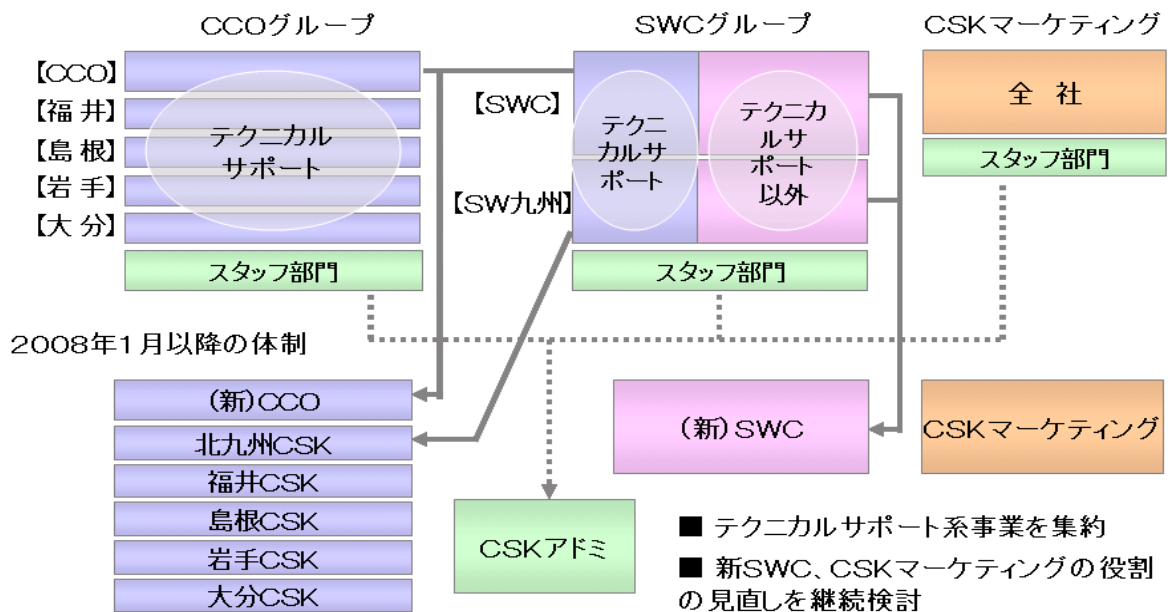 CCOグループ
SWCグループ
CSKマーケティング
【CCO】
【福 井】
【島 根】
【岩 手】
【大 分】
テクニカル
サポート
スタッフ部門
【SWC】
【SW九州】
テクニ
カルサ
ポート
テクニカ
ルサ
ポート
以外
スタッフ部門
全 社
スタッフ部門
2008年1月以降の体制
(新)CCO
北九州CSK
福井CSK
島根CSK
岩手CSK
大分CSK
CSKアドミ
(新)SWC
CSKマーケティング
■ テクニカルサポート系事業を集約
■ 新SWC、CSKマーケティングの役割
の見直しを継続検討